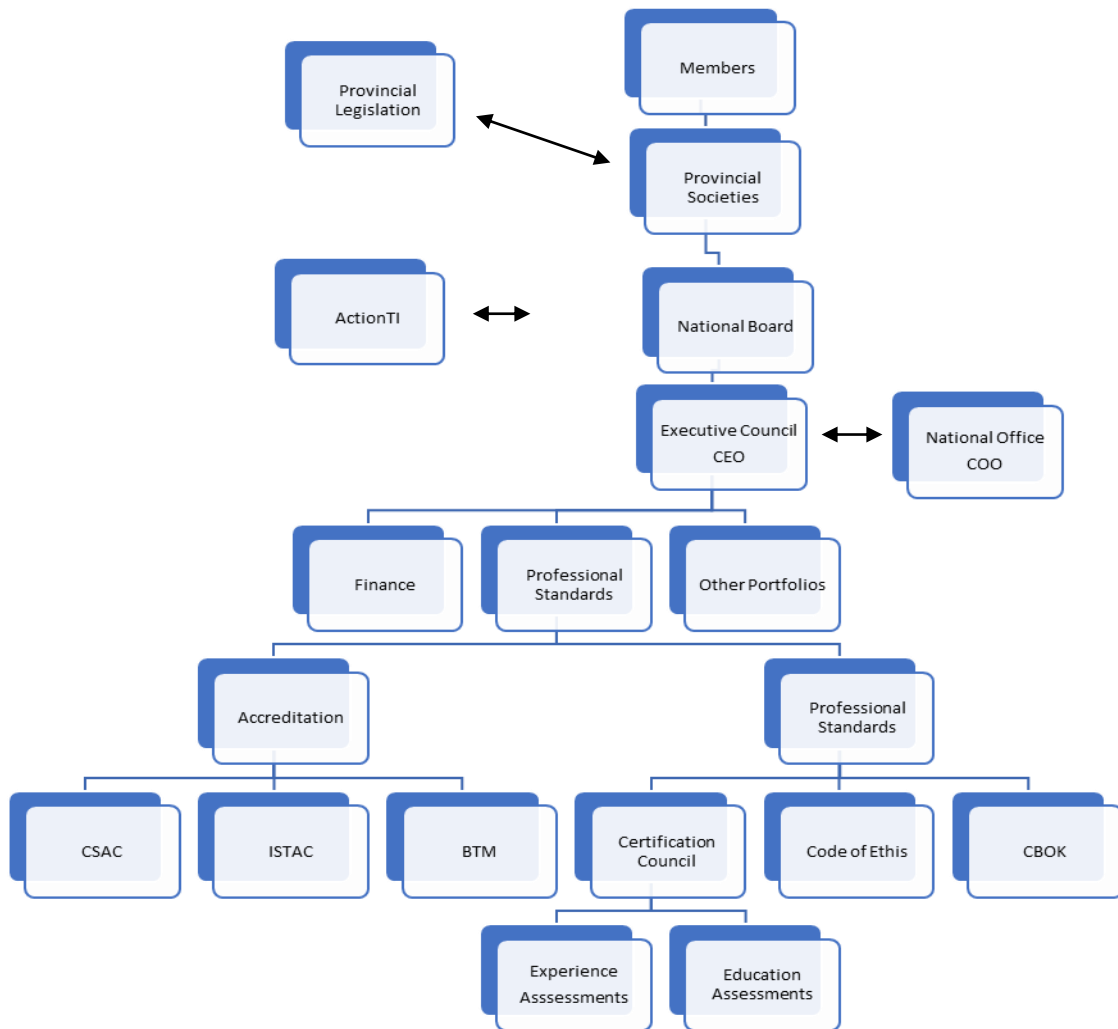 Members
Provincial
Legislation
Provincial
Societies
ActionTI
National Board
Executive Council
CEO
National Office
COO
Finance
Professional
Standards
Other Portfolios
Accreditation
Professional
Standards
CSAC
ISTAC
BTM
Certification
Council
Code of Ethis
CBOK
Experience
Asssessments
Education
Assessments